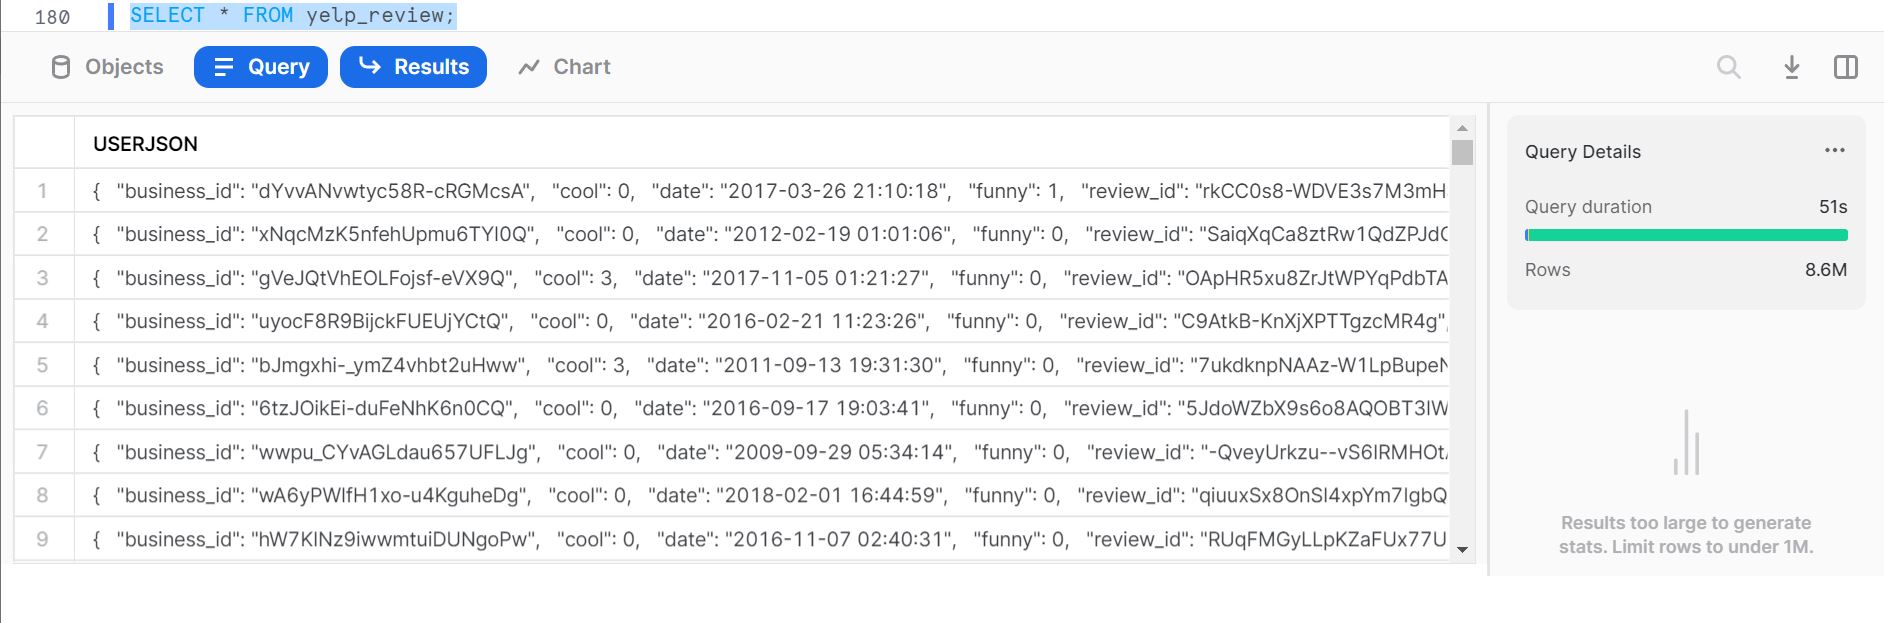 180 SELECT * FROM yelp_review;
Objects Query Results Chart
USERJSON
1 { "business_id": "dYvvANvwtyc58R-cRGMcsA", "cool": 0, "date": "2017-03-26 21:10:18", "funny": 1, "review_id": "rkCC0s8-WDVE3s7M3mH
2 { "business_id": "xNqcMzK5nfehUpmu6TYI0Q", "cool": 0, "date": "2012-02-19 01:01:06", "funny": 0, "review_id": "SaiqXqCa8ztRw1QdZPJd
3 { "business_id": "gVeJQtVhEOLFojsf-eVX9Q", "cool": 3, "date": "2017-11-05 01:21:27", "funny": 0, "review_id": "OApHR5xu8ZrJtWPYqPdbTA
4 { "business_id": "uyocF8R9BijckFUEUjYCtQ", "cool": 0, "date": "2016-02-21 11:23:26", "funny": 0, "review_id": "C9AtkB-KnXjXPTTgzcMR4g",
5 { "business_id": "bJmgxhi-_ymZ4vhbt2uHww", "cool": 3, "date": "2011-09-13 19:31:30", "funny": 0, "review_id": "7ukdknpNAAz-W1LpBupeN
6 { "business_id": "6tzJOikEi-duFeNhK6n0CQ", "cool": 0, "date": "2016-09-17 19:03:41", "funny": 0, "review_id": "5JdoWZbX9s6o8AQOBT3lW
7 { "business_id": "wwpu_CYvAGLdau657UFLJg", "cool": 0, "date": "2009-09-29 05:34:14", "funny": 0, "review_id": "-QveyUrkzu--vS6lRMHOt
8 { "business_id": "wA6yPWlfH1xo-u4KguheDg", "cool": 0, "date": "2018-02-01 16:44:59", "funny": 0, "review_id": "qiuuxSx8OnSl4xpYm7IgbQ
9 { "business_id": "hW7KlNz9iwwmtuiDUNgoPw", "cool": 0, "date": "2016-11-07 02:40:31", "funny": 0, "review_id": "RUqFMGyLLpKZaFUx77U
Query Details
Query duration 51s
Rows 8.6M
Results too large to generate
stats. Limit rows to under 1M.